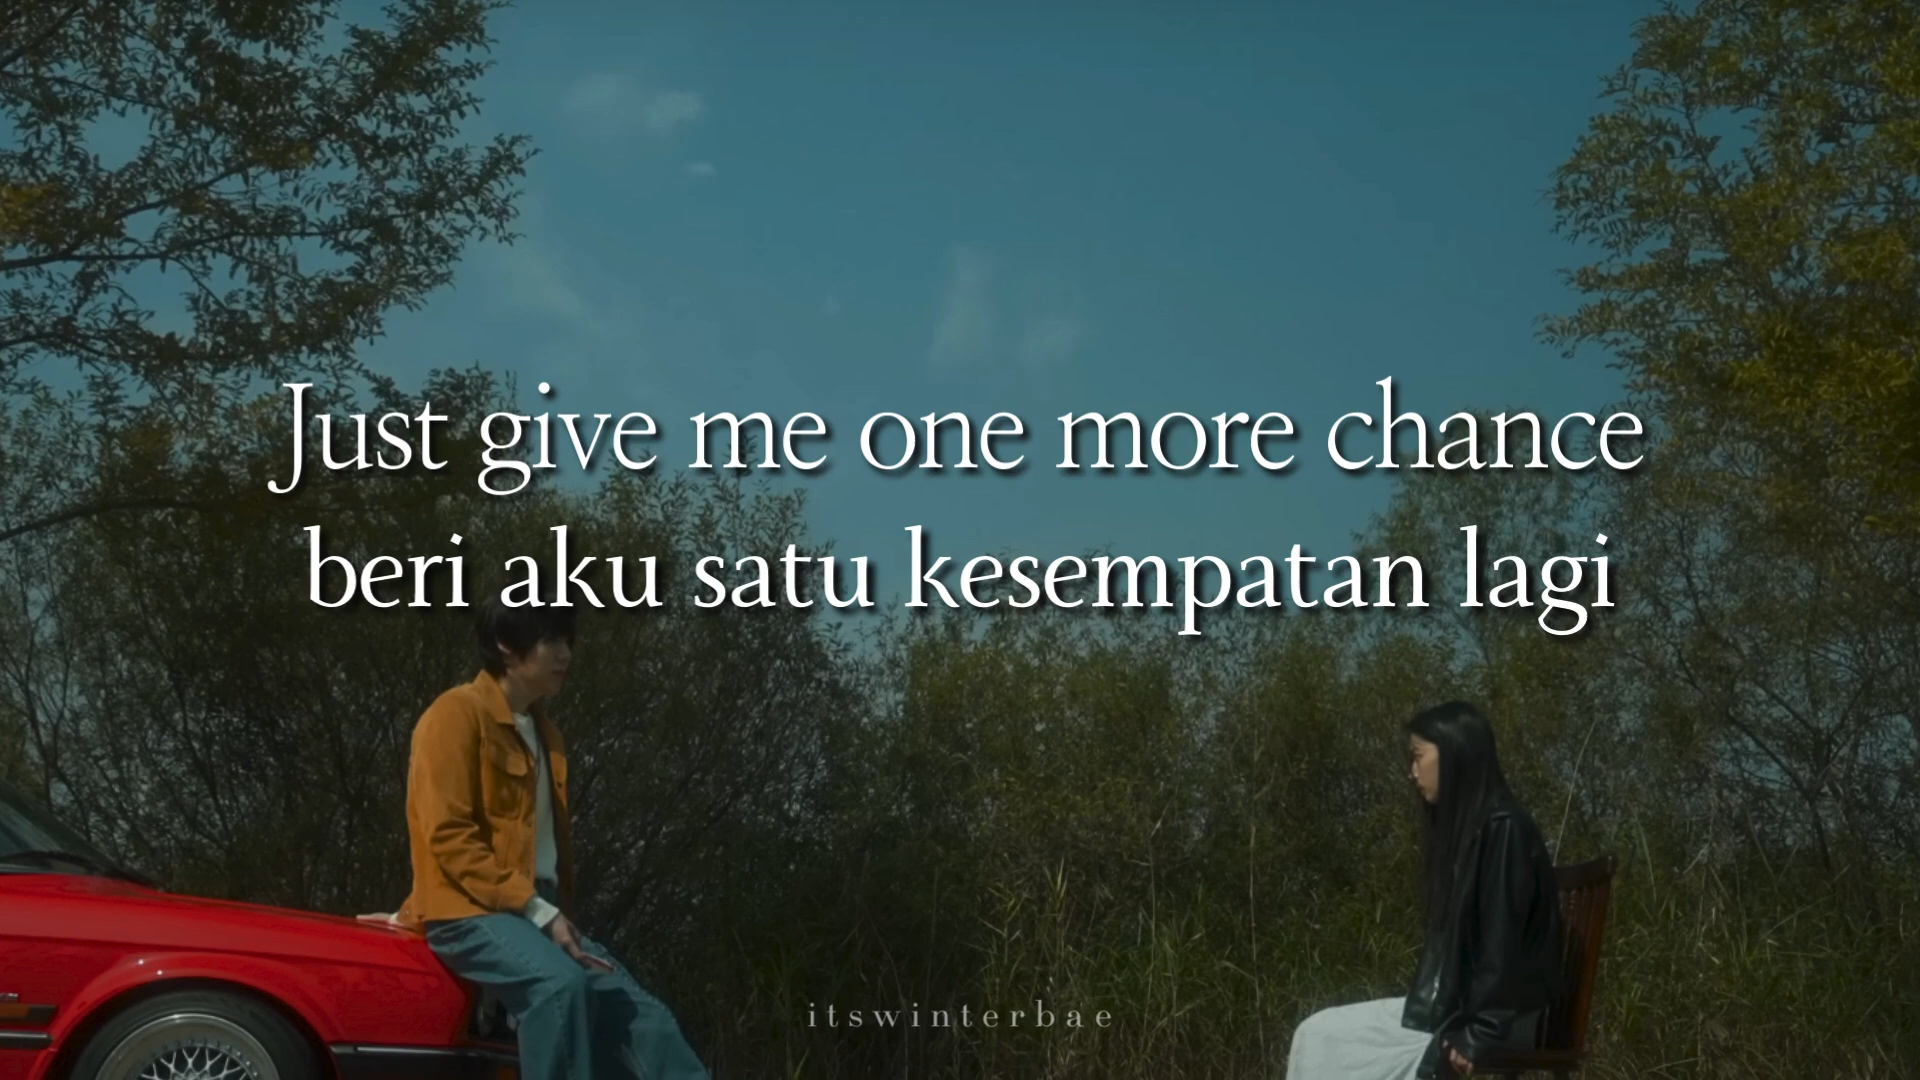 Just give me one more chance
beri aku satu kesempatan lagi
itswinterbae